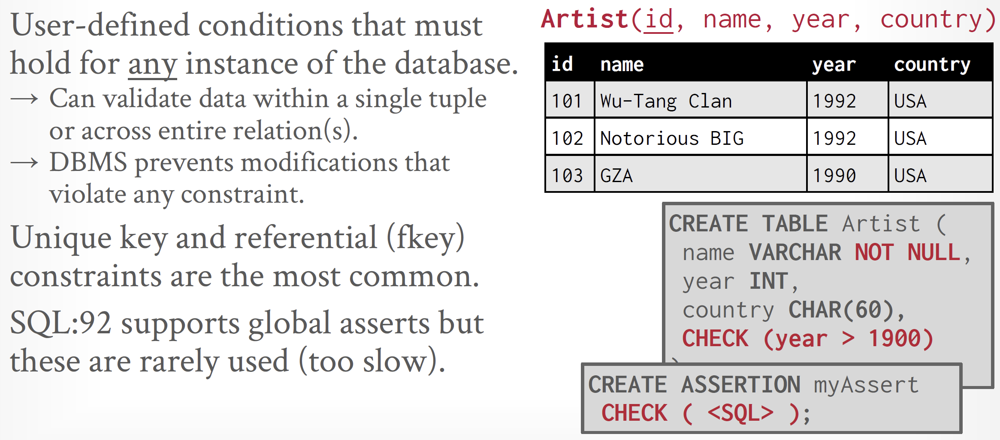 User-defined conditions that must
hold for any instance of the database.
→ Can validate data within a single tuple
or across entire relation(s).
→ DBMS prevents modifications that
violate any constraint.
Unique key and referential (fkey)
constraints are the most common.
SQL:92 supports global asserts but
these are rarely used (too slow).
Artist(id, name, year, country)
id name year country
101 Wu-Tang Clan 1992 USA
102 Notorious BIG 1992 USA
103 GZA 1990 USA
CREATE TABLE Artist (
name VARCHAR NOT NULL,
year INT,
country CHAR(60),
CHECK (year > 1900)
)
CREATE ASSERTION myAssert
CHECK ( <SQL> );